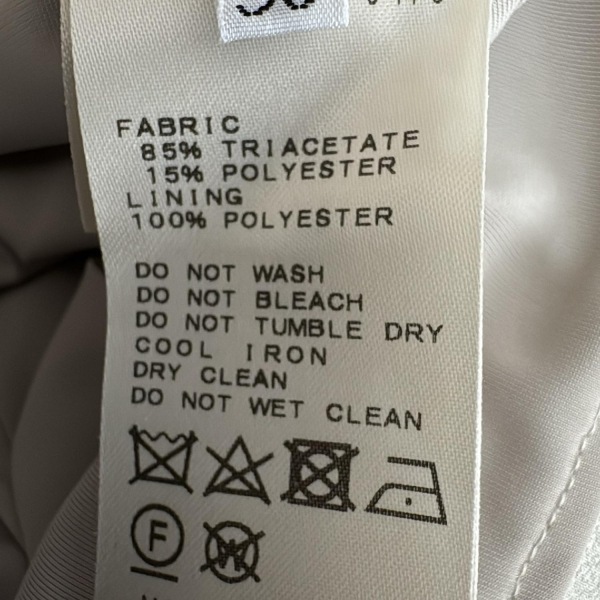 FABRIC
85% TRIACETATE
15% POLYESTER
LINING
100% POLYESTER
DO NOT WASH
DO NOT BLEACH
DO NOT TUMBLE DRY
COOL IRON
DRY CLEAN
DO NOT WET CLEAN
F W